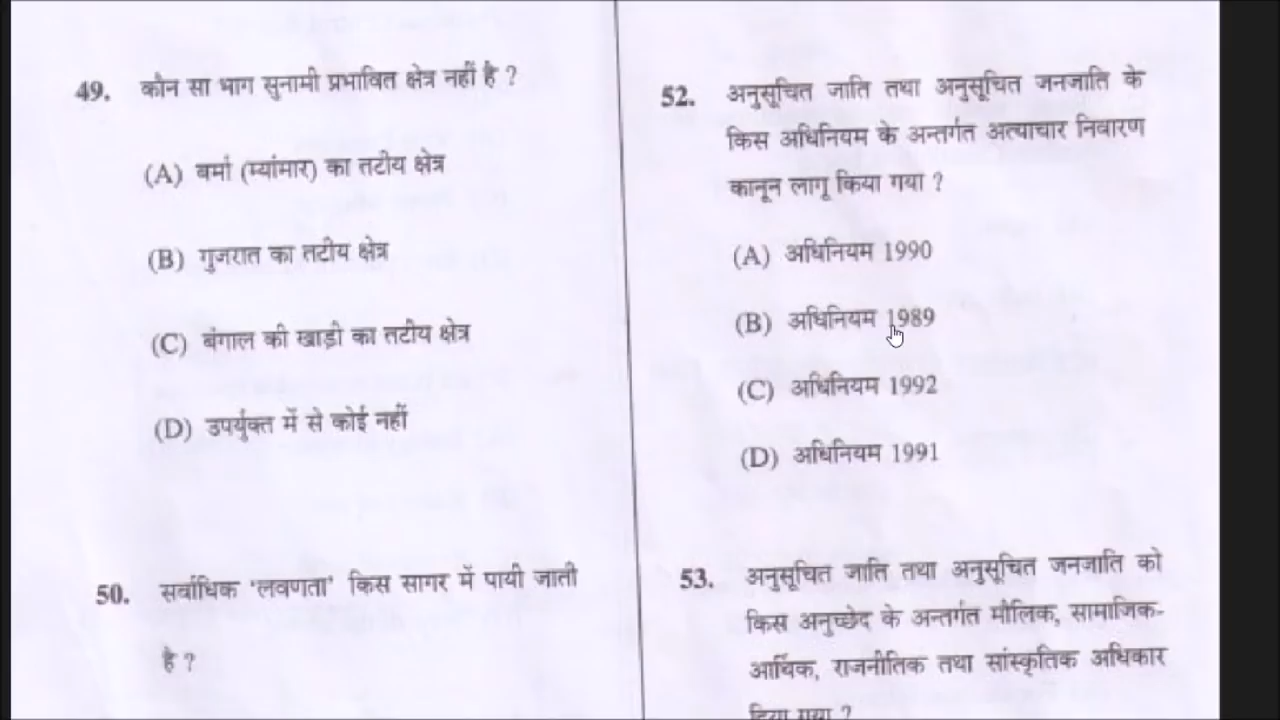 49. कौन सा भाग सुनामी प्रभावित क्षेत्र नहीं है ?
(A) बर्मा (म्यांमार) का तटीय क्षेत्र
(B) गुजरात का तटीय क्षेत्र
(C) बंगाल की खाड़ी का तटीय क्षेत्र
(D) उपर्युक्त में से कोई नहीं
50. सर्वाधिक ‘लवणता’ किस सागर में पायी जाती
है ?
52. अनुसूचित जाति तथा अनुसूचित जनजाति के
किस अधिनियम के अन्तर्गत अत्याचार निवारण
कानून लागू किया गया ?
(A) अधिनियम 1990
(B) अधिनियम 1989
(C) अधिनियम 1992
(D) अधिनियम 1991
53. अनुसूचित जाति तथा अनुसूचित जनजाति को
किस अनुच्छेद के अन्तर्गत मौलिक, सामाजिक-
आर्थिक, राजनीतिक तथा सांस्कृतिक अधिकार
दिया गया ?